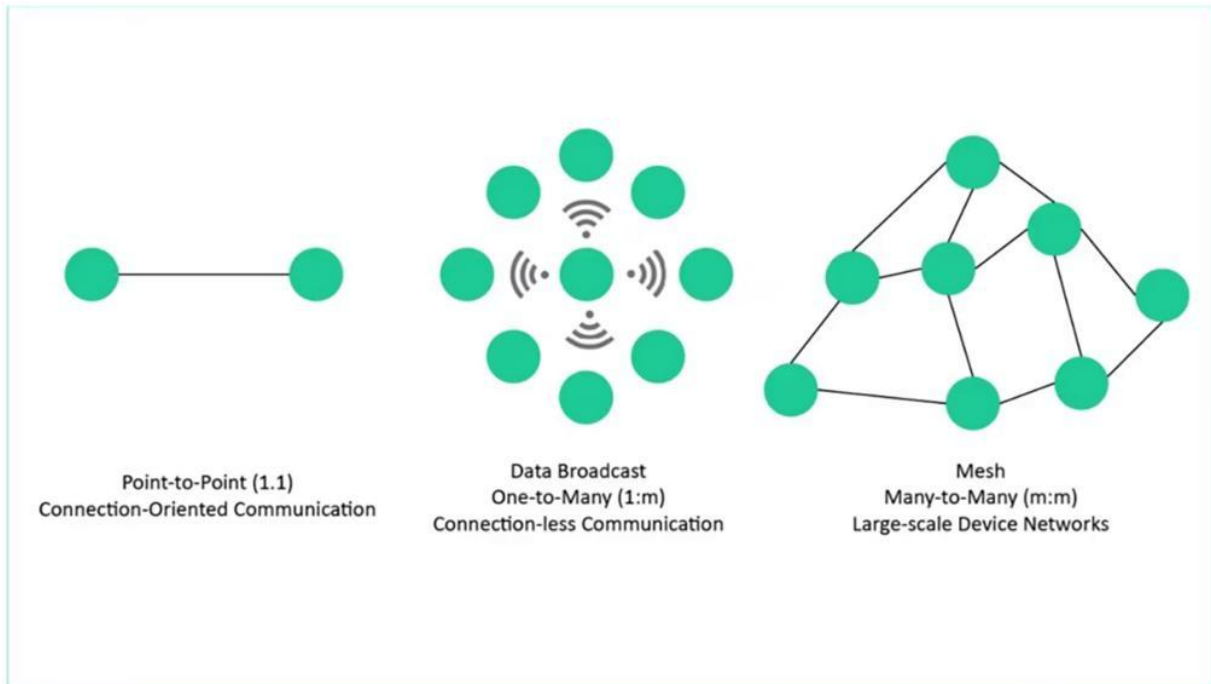 Point-to-Point (1.1)
Connection-Oriented Communication
Data Broadcast
One-to-Many (1:m)
Connection-less Communication
Mesh
Many-to-Many (m:m)
Large-scale Device Networks